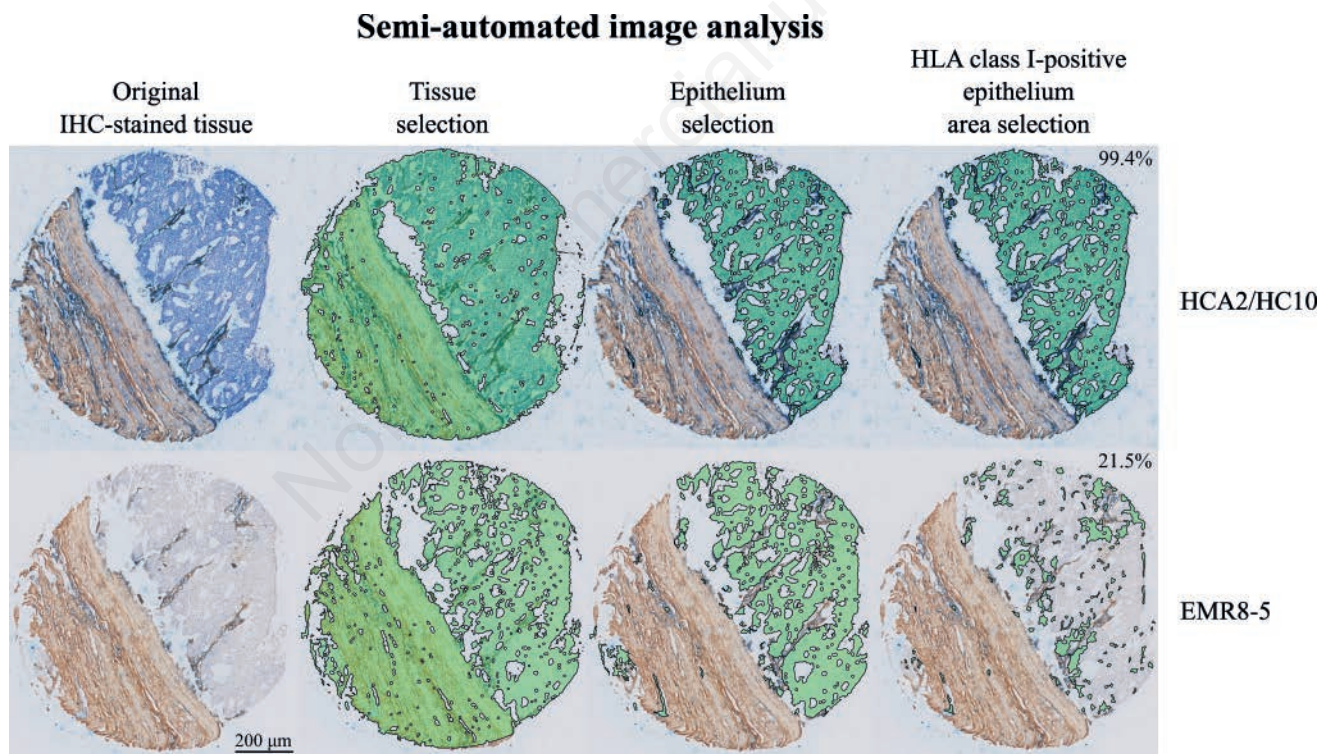 Semi-automated image analysis
Original
IHC-stained tissue
Tissue
selection
Epithelium
selection
HLA class I-positive
epithelium
area selection
99.4%
HCA2/HC10
21.5%
EMR8-5
200 µm